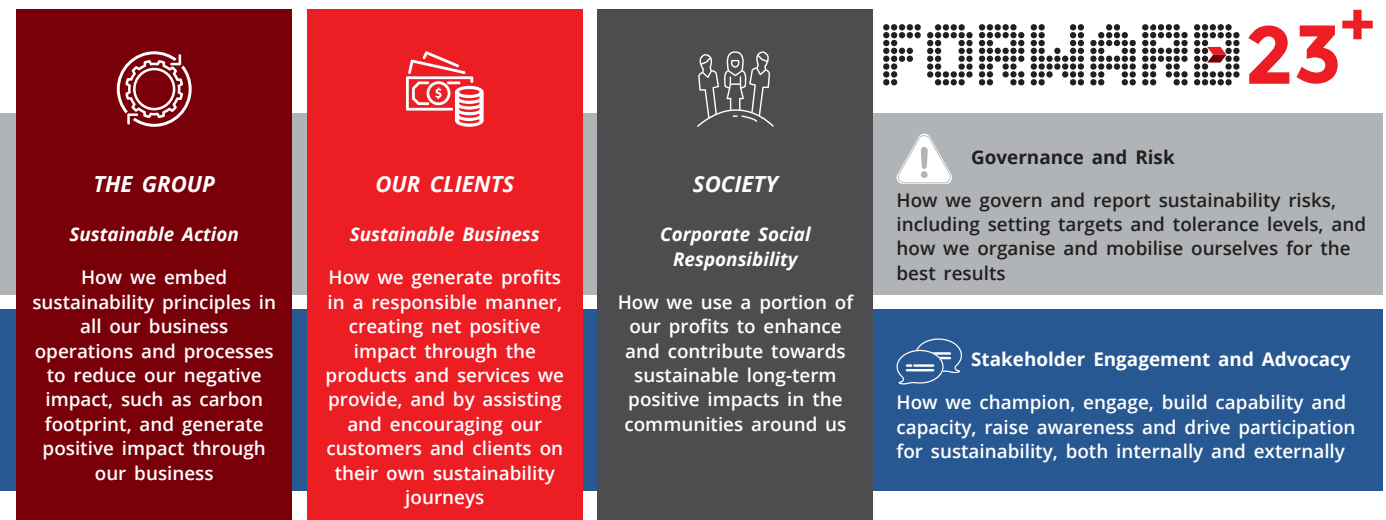 THE GROUP
Sustainable Action
How we embed
sustainability principles in
all our business
operations and processes
to reduce our negative
impact, such as carbon
footprint, and generate
positive impact through
our business
$
OUR CLIENTS
Sustainable Business
How we generate profits
in a responsible manner,
creating net positive
impact through the
products and services we
provide, and by assisting
and encouraging our
customers and clients on
their own sustainability
journeys
SOCIETY
Corporate Social
Responsibility
How we use a portion of
our profits to enhance
and contribute towards
sustainable long-term
positive impacts in the
communities around us
FORWARD23+
Governance and Risk
How we govern and report sustainability risks,
including setting targets and tolerance levels, and
how we organise and mobilise ourselves for the
best results
Stakeholder Engagement and Advocacy
How we champion, engage, build capability and
capacity, raise awareness and drive participation
for sustainability, both internally and externally